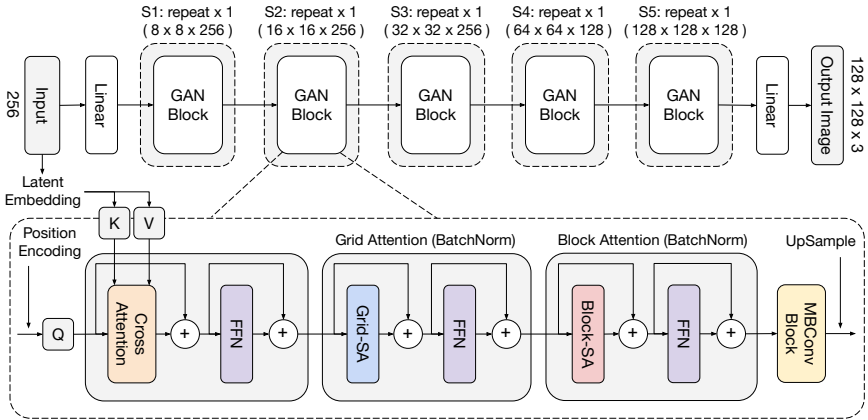 S1: repeat x 1
( 8 x 8 x 256)
S2: repeat x 1
( 16 x 16 x 256)
S3: repeat x 1
( 32 x 32 x 256)
S4: repeat x 1
( 64 x 64 x 128)
S5: repeat x 1
( 128 x 128 x 128)
256
Input
Linear
GAN
Block
GAN
Block
GAN
Block
GAN
Block
GAN
Block
Linear
Output Image
128 x 128 x 3
Latent
Embedding
K
V
Position
Encoding
Grid Attention (BatchNorm)
Block Attention (BatchNorm)
UpSample
Q
Cross
Attention
+
FFN
+
Grid-SA
+
FFN
+
Block-SA
+
FFN
+
MBConv
Block